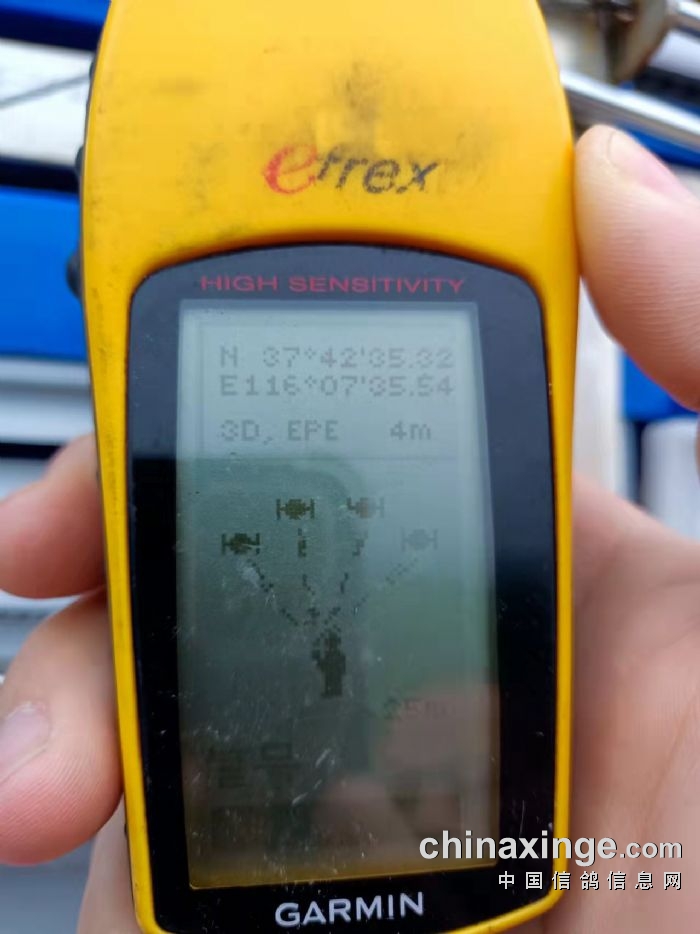 etrex
HIGH SENSITIVITY
N 37°42'35.32
E116°07'35.54
3D, EPE 4m
25m
GARMIN
chinaxinge.com
中国信鸽信息网